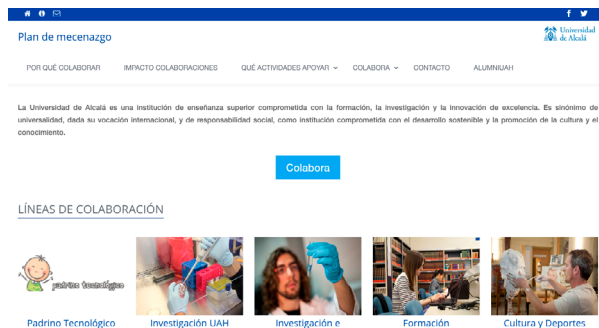 Plan de mecenazgo
Universidad
de Alcalá
POR QUÉ COLABORAR IMPACTO COLABORACIONES QUÉ ACTIVIDADES APOYAR COLABORA CONTACTO ALUMNIUAH
La Universidad de Alcalá es una institución de enseñanza superior comprometida con la formación, la investigación y la innovación de excelencia. Es sinónimo de
universalidad, dada su vocación internacional, y de responsabilidad social, como institución comprometida con el desarrollo sostenible y la promoción de la cultura y el
conocimiento.
Colabora
LÍNEAS DE COLABORACIÓN
padrino tecnológico
Padrino Tecnológico Investigación UAH Investigación e Formación Cultura y Deportes